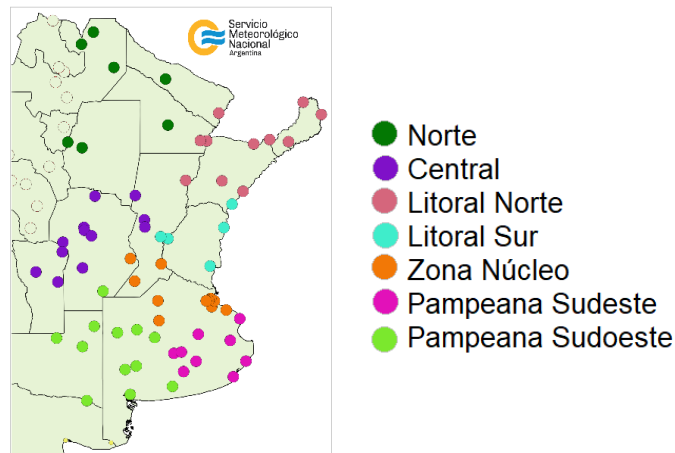 Servicio
Meteorológico
Nacional
Argentina
Norte
Central
Litoral Norte
Litoral Sur
Zona Núcleo
Pampeana Sudeste
Pampeana Sudoeste